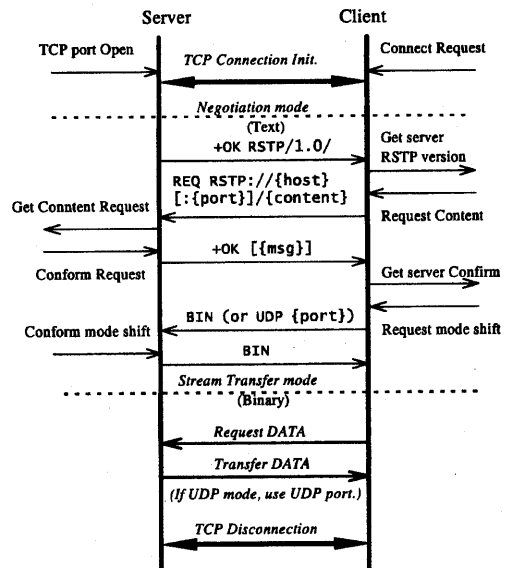 Server Client
TCP port Open
TCP Connection Init.
Connect Request
Negotiation mode
(Text)
+OK RSTP/1.0/
Get server
RSTP version
REQ RSTP://{host}
[:{port}]/{content}
Get Conntent Request
Request Content
+OK [{msg}]
Conform Request
Get server Confirm
BIN (or UDP {port})
Conform mode shift
Request mode shift
BIN
Stream Transfer mode
(Binary)
Request DATA
Transfer DATA
(If UDP mode, use UDP port.)
TCP Disconnection